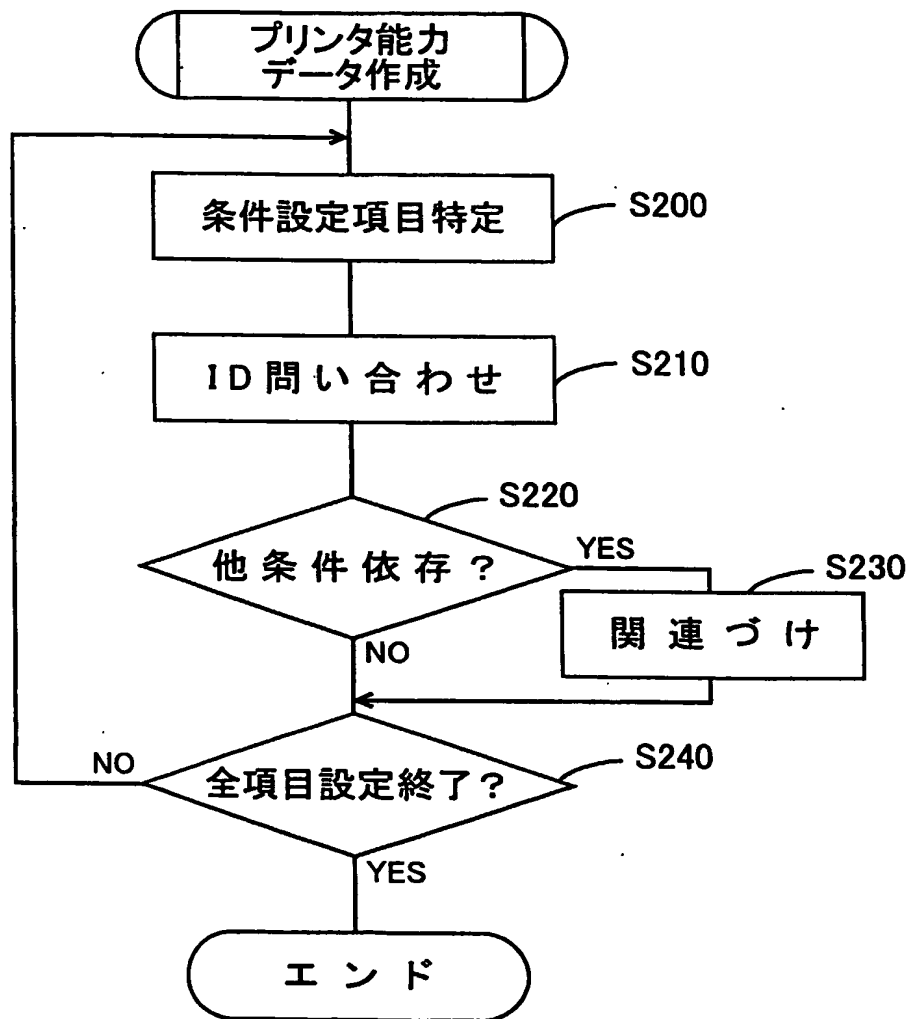 プリンタ能力
データ作成
条件設定項目特定
S200
ID問い合わせ
S210
S220
他条件依存?
YES
S230
関連づけ
NO
S240
NO
全項目設定終了?
YES
エンド